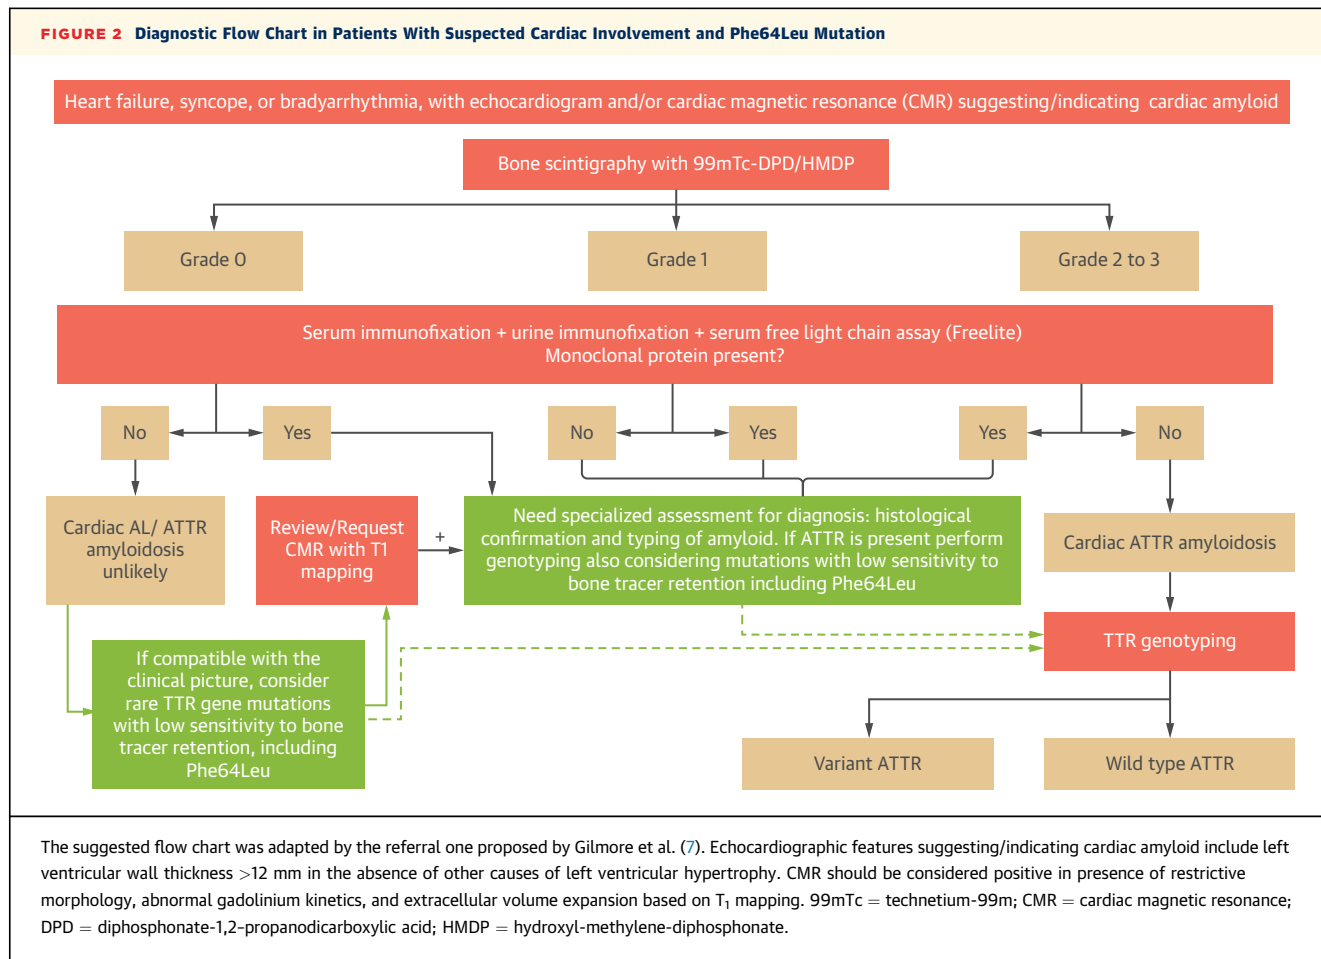 FIGURE 2 Diagnostic Flow Chart in Patients With Suspected Cardiac Involvement and Phe64Leu Mutation
Heart failure, syncope, or bradyarrhythmia, with echocardiogram and/or cardiac magnetic resonance (CMR) suggesting/indicating cardiac amyloid
Bone scintigraphy with 99mTc-DPD/HMDP
Grade 0
Grade 1
Grade 2 to 3
Serum immunofixation + urine immunofixation + serum free light chain assay (Freelite)
Monoclonal protein present?
No
Yes
No
Yes
Yes
No
Cardiac AL/ ATTR
amyloidosis
unlikely
Review/Request
CMR with T1
mapping
+
Need specialized assessment for diagnosis: histological
confirmation and typing of amyloid. If ATTR is present perform
genotyping also considering mutations with low sensitivity to
bone tracer retention including Phe64Leu
Cardiac ATTR amyloidosis
TTR genotyping
If compatible with the
clinical picture, consider
rare TTR gene mutations
with low sensitivity to bone
tracer retention, including
Phe64Leu
Variant ATTR
Wild type ATTR
The suggested flow chart was adapted by the referral one proposed by Gilmore et al. (7). Echocardiographic features suggesting/indicating cardiac amyloid include left
ventricular wall thickness >12 mm in the absence of other causes of left ventricular hypertrophy. CMR should be considered positive in presence of restrictive
morphology, abnormal gadolinium kinetics, and extracellular volume expansion based on T₁ mapping. 99mTc = technetium-99m; CMR = cardiac magnetic resonance;
DPD = diphosphonate-1,2-propanodicarboxylic acid; HMDP = hydroxyl-methylene-diphosphonate.